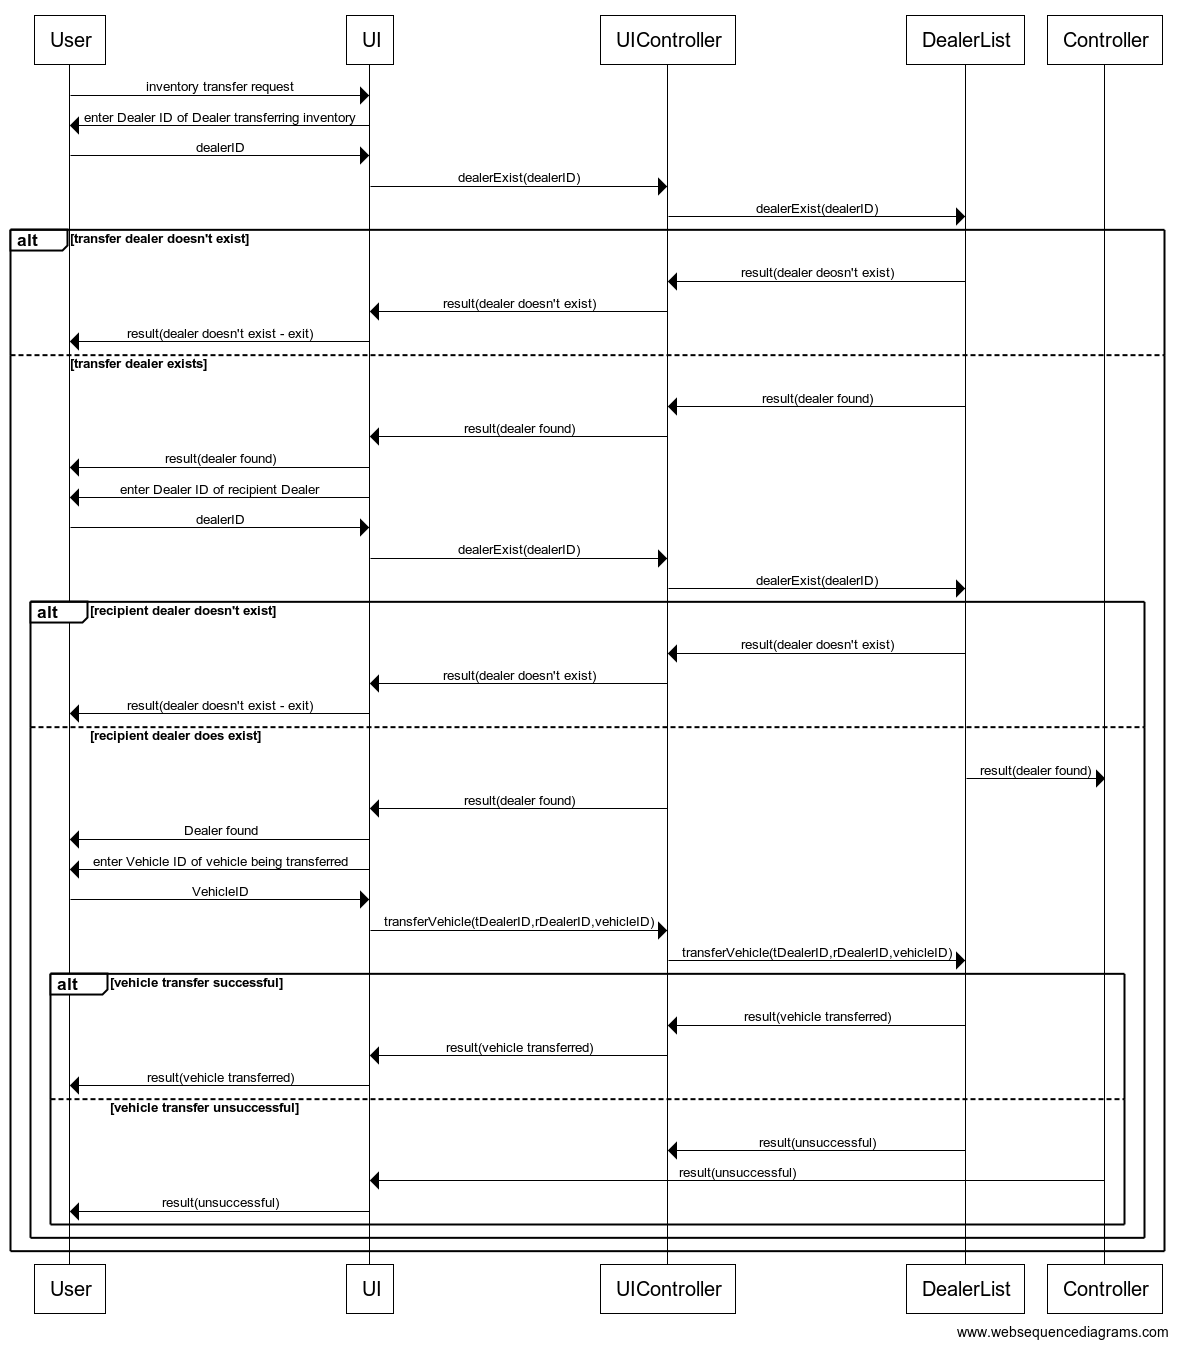 User
UI
UIController
DealerList
Controller
inventory transfer request
enter Dealer ID of Dealer transferring inventory
dealerID
dealerExist(dealerID)
dealerExist(dealerID)
alt
[transfer dealer doesn't exist]
result(dealer deosn't exist)
result(dealer doesn't exist)
result(dealer doesn't exist - exit)
[transfer dealer exists]
result(dealer found)
result(dealer found)
result(dealer found)
enter Dealer ID of recipient Dealer
dealerID
dealerExist(dealerID)
dealerExist(dealerID)
alt
[recipient dealer doesn't exist]
result(dealer doesn't exist)
result(dealer doesn't exist)
result(dealer doesn't exist - exit)
[recipient dealer does exist]
result(dealer found)
result(dealer found)
Dealer found
enter Vehicle ID of vehicle being transferred
VehicleID
transferVehicle(tDealerID,rDealerID,vehicleID)
transferVehicle(tDealerID,rDealerID,vehicleID)
alt
[vehicle transfer successful]
result(vehicle transferred)
result(vehicle transferred)
result(vehicle transferred)
[vehicle transfer unsuccessful]
result(unsuccessful)
result(unsuccessful)
result(unsuccessful)
User
UI
UIController
DealerList
Controller
www.websequencediagrams.com